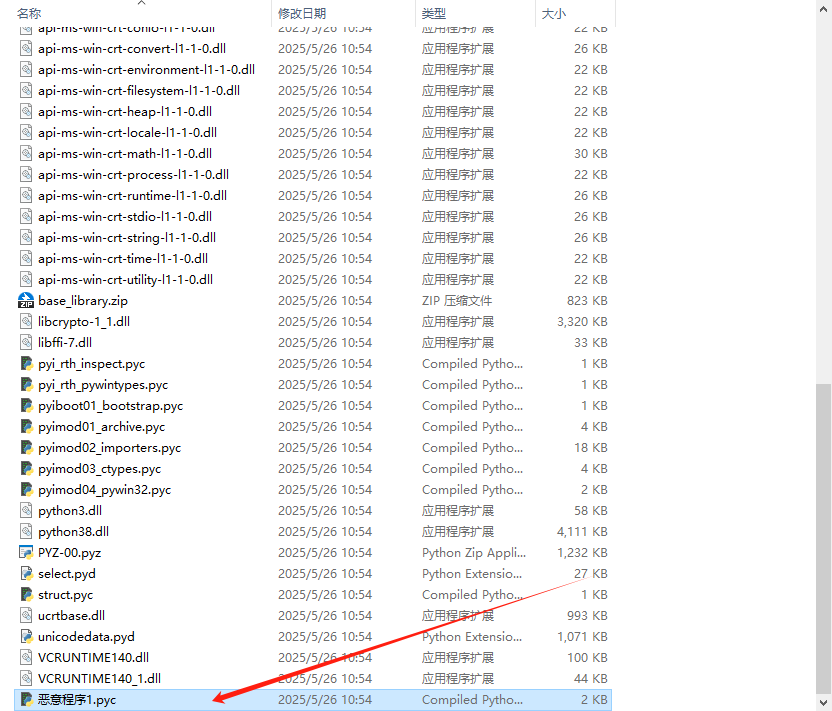 名称 修改日期 类型 大小
api-ms-win-crt-conio-l1-1-0.dll 2025/5/26 10:54 应用程序扩展 22 KB
api-ms-win-crt-convert-l1-1-0.dll 2025/5/26 10:54 应用程序扩展 26 KB
api-ms-win-crt-environment-l1-1-0.dll 2025/5/26 10:54 应用程序扩展 22 KB
api-ms-win-crt-filesystem-l1-1-0.dll 2025/5/26 10:54 应用程序扩展 22 KB
api-ms-win-crt-heap-l1-1-0.dll 2025/5/26 10:54 应用程序扩展 22 KB
api-ms-win-crt-locale-l1-1-0.dll 2025/5/26 10:54 应用程序扩展 22 KB
api-ms-win-crt-math-l1-1-0.dll 2025/5/26 10:54 应用程序扩展 30 KB
api-ms-win-crt-process-l1-1-0.dll 2025/5/26 10:54 应用程序扩展 22 KB
api-ms-win-crt-runtime-l1-1-0.dll 2025/5/26 10:54 应用程序扩展 26 KB
api-ms-win-crt-stdio-l1-1-0.dll 2025/5/26 10:54 应用程序扩展 26 KB
api-ms-win-crt-string-l1-1-0.dll 2025/5/26 10:54 应用程序扩展 26 KB
api-ms-win-crt-time-l1-1-0.dll 2025/5/26 10:54 应用程序扩展 22 KB
api-ms-win-crt-utility-l1-1-0.dll 2025/5/26 10:54 应用程序扩展 22 KB
base_library.zip 2025/5/26 10:54 ZIP 压缩文件 823 KB
libcrypto-1_1.dll 2025/5/26 10:54 应用程序扩展 3,320 KB
libffi-7.dll 2025/5/26 10:54 应用程序扩展 33 KB
pyi_rth_inspect.pyc 2025/5/26 10:54 Compiled Pytho... 1 KB
pyi_rth_pywintypes.pyc 2025/5/26 10:54 Compiled Pytho... 1 KB
pyiboot01_bootstrap.pyc 2025/5/26 10:54 Compiled Pytho... 1 KB
pyimod01_archive.pyc 2025/5/26 10:54 Compiled Pytho... 4 KB
pyimod02_importers.pyc 2025/5/26 10:54 Compiled Pytho... 18 KB
pyimod03_ctypes.pyc 2025/5/26 10:54 Compiled Pytho... 4 KB
pyimod04_pywin32.pyc 2025/5/26 10:54 Compiled Pytho... 2 KB
python3.dll 2025/5/26 10:54 应用程序扩展 58 KB
python38.dll 2025/5/26 10:54 应用程序扩展 4,111 KB
PYZ-00.pyz 2025/5/26 10:54 Python Zip Appli... 1,232 KB
select.pyd 2025/5/26 10:54 Python Extensio... 27 KB
struct.pyc 2025/5/26 10:54 Compiled Pytho... 1 KB
ucrtbase.dll 2025/5/26 10:54 应用程序扩展 993 KB
unicodedata.pyd 2025/5/26 10:54 Python Extensio... 1,071 KB
VCRUNTIME140.dll 2025/5/26 10:54 应用程序扩展 100 KB
VCRUNTIME140_1.dll 2025/5/26 10:54 应用程序扩展 44 KB
恶意程序1.pyc 2025/5/26 10:54 Compiled Pytho... 2 KB